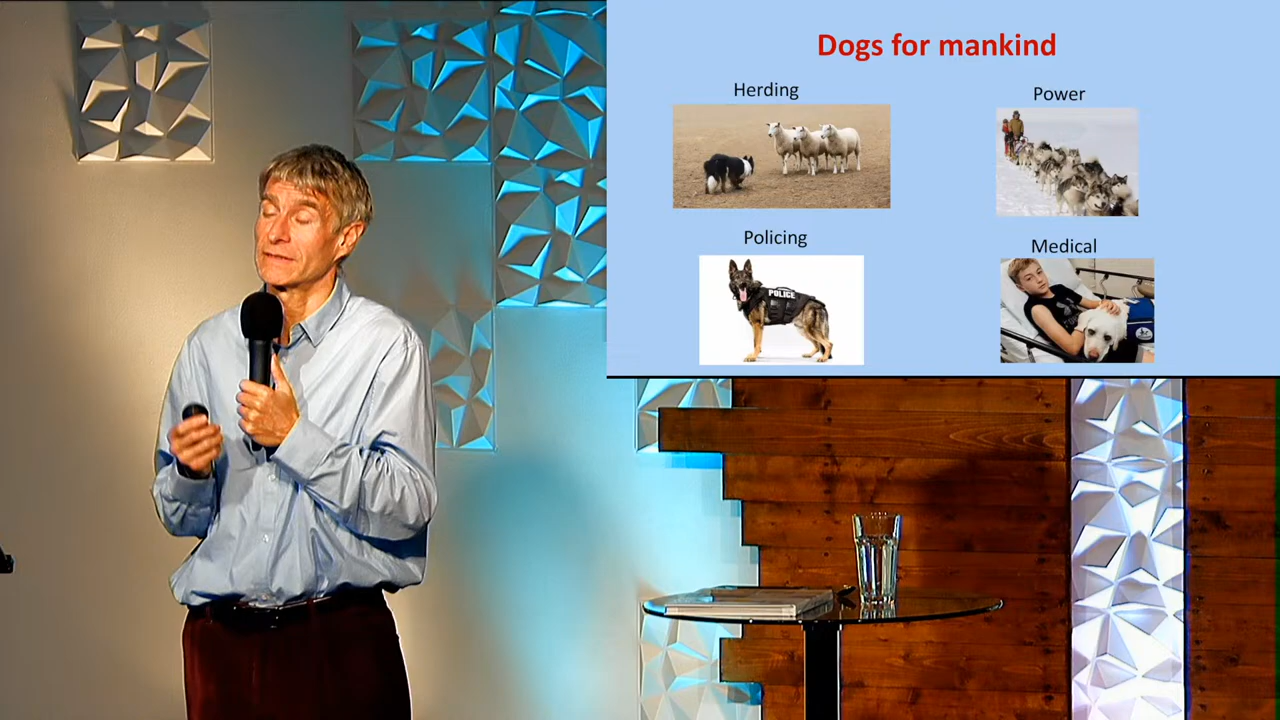 Dogs for mankind
Herding
Power
Policing
Medical
POLICE